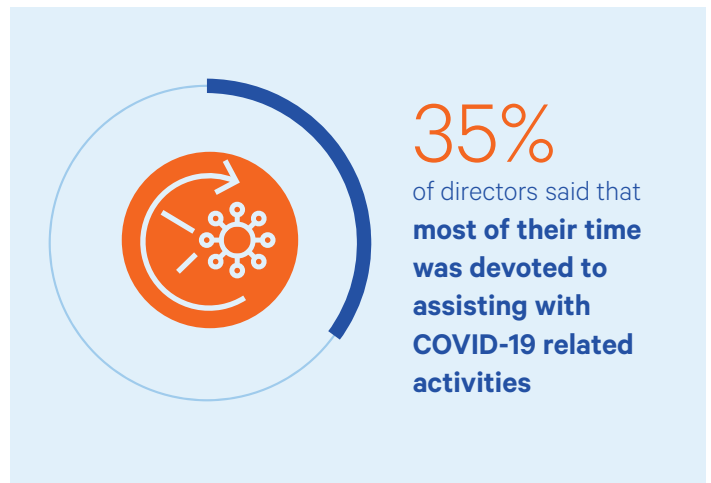 35%
of directors said that
most of their time
was devoted to
assisting with
COVID-19 related
activities